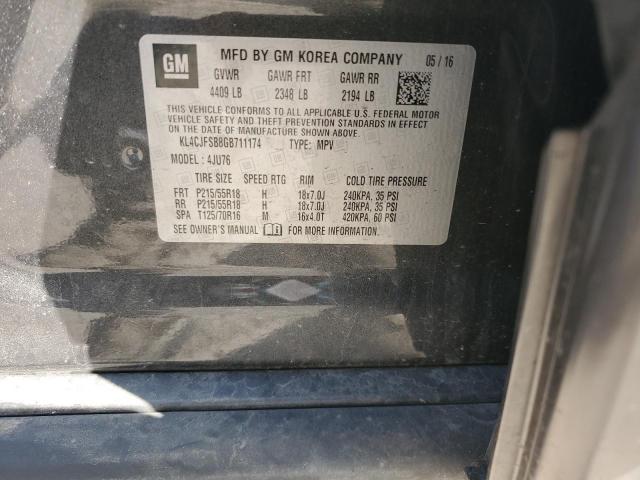 GM
MFD BY GM KOREA COMPANY 05 / 16
GVWR GAWR FRT GAWR RR
4409 LB 2348 LB 2194 LB
THIS VEHICLE CONFORMS TO ALL APPLICABLE U.S. FEDERAL MOTOR
VEHICLE SAFETY AND THEFT PREVENTION STANDARDS IN EFFECT ON THE
DATE OF MANUFACTURE SHOWN ABOVE.
KL4CJFSB8GB711174 TYPE: MPV
MODEL : 4JU76
TIRE SIZE SPEED RTG RIM COLD TIRE PRESSURE
FRT P215/55R18 H 18x7.0J 240KPA, 35 PSI
RR P215/55R18 H 18x7.0J 240KPA, 35 PSI
SPA T125/70R16 M 16x4.0T 420KPA, 60 PSI
SEE OWNER'S MANUAL FOR MORE INFORMATION.